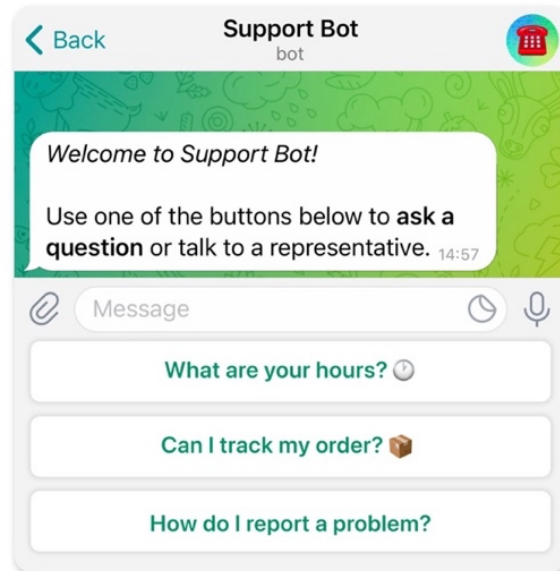 Back
Support Bot
bot
Welcome to Support Bot!
Use one of the buttons below to ask a
question or talk to a representative. 14:57
Message
What are your hours? 🕐
Can I track my order? 📦
How do I report a problem?